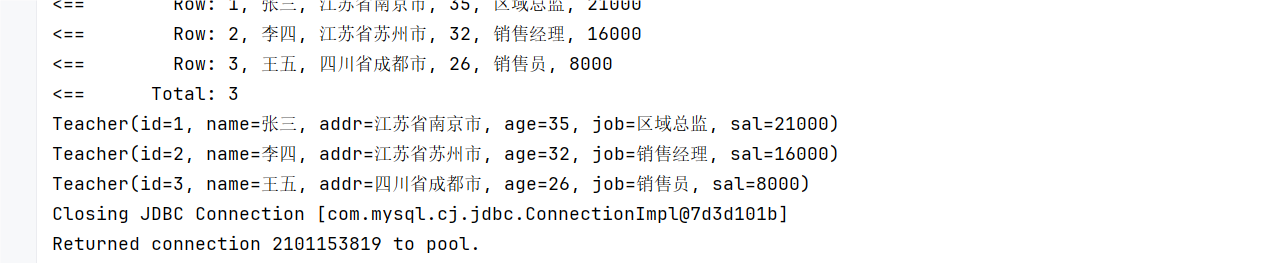 <==        Row: 1, 张三, 江苏省南京市, 35, 区域总监, 21000
<==        Row: 2, 李四, 江苏省苏州市, 32, 销售经理, 16000
<==        Row: 3, 王五, 四川省成都市, 26, 销售员, 8000
<==      Total: 3
Teacher(id=1, name=张三, addr=江苏省南京市, age=35, job=区域总监, sal=21000)
Teacher(id=2, name=李四, addr=江苏省苏州市, age=32, job=销售经理, sal=16000)
Teacher(id=3, name=王五, addr=四川省成都市, age=26, job=销售员, sal=8000)
Closing JDBC Connection [com.mysql.cj.jdbc.ConnectionImpl@7d3d101b]
Returned connection 2101153819 to pool.